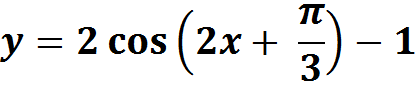 y = 2 cos (2x + π/3) − 1